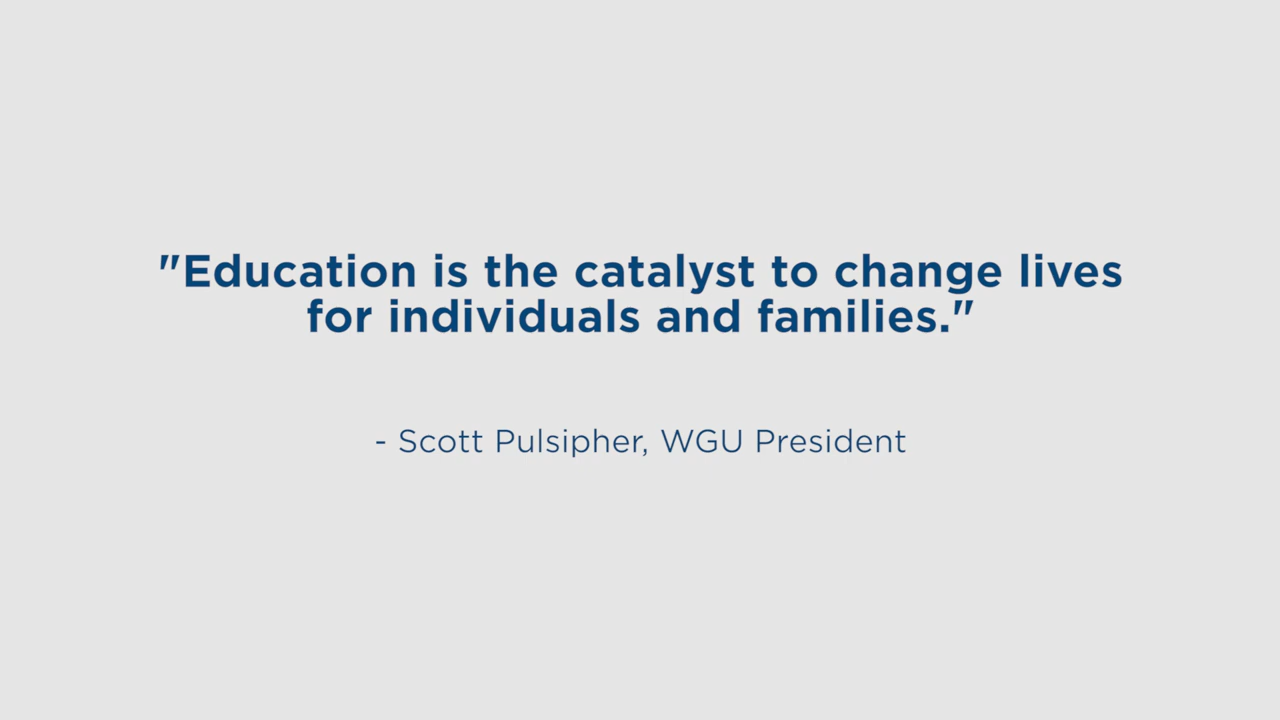 "Education is the catalyst to change lives
for individuals and families."
- Scott Pulsipher, WGU President